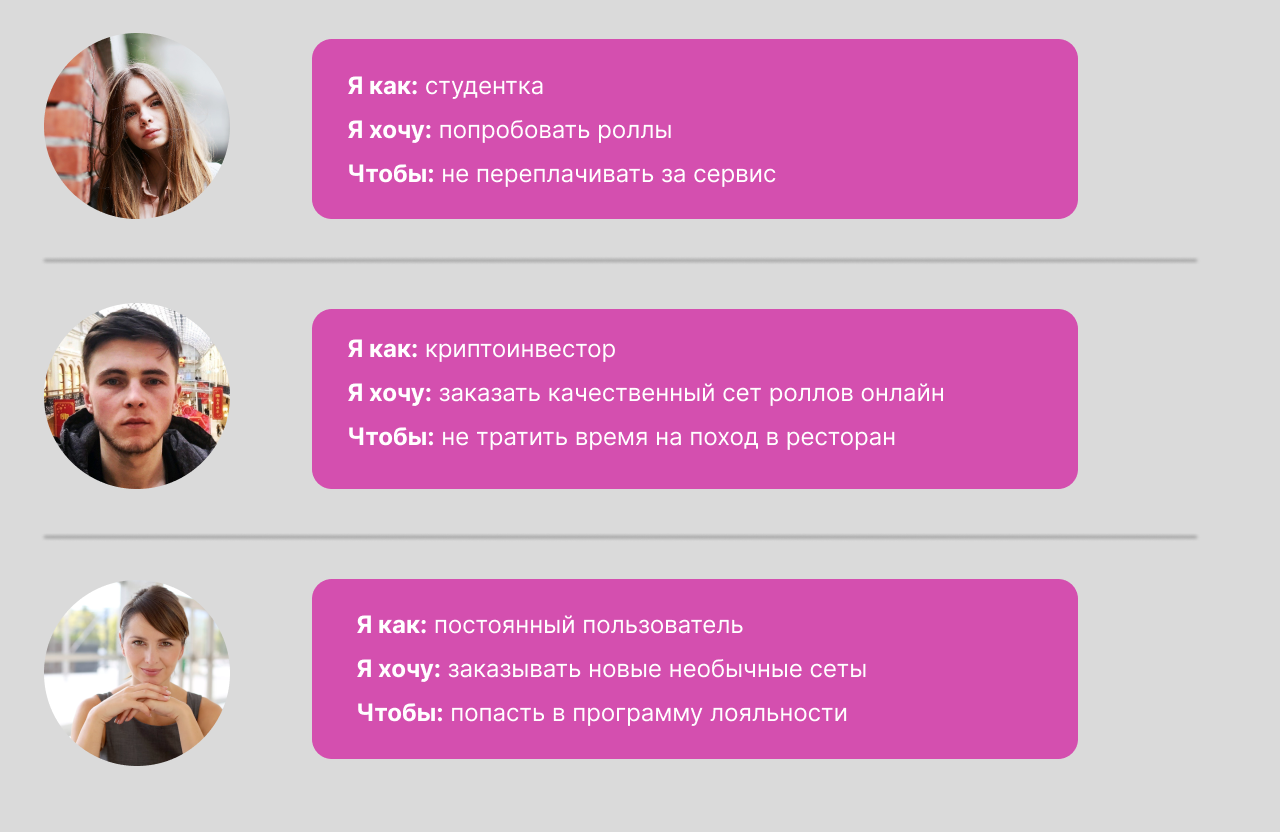 Я как: студентка
Я хочу: попробовать роллы
Чтобы: не переплачивать за сервис
Я как: криптоинвестор
Я хочу: заказать качественный сет роллов онлайн
Чтобы: не тратить время на поход в ресторан
Я как: постоянный пользователь
Я хочу: заказывать новые необычные сеты
Чтобы: попасть в программу лояльности